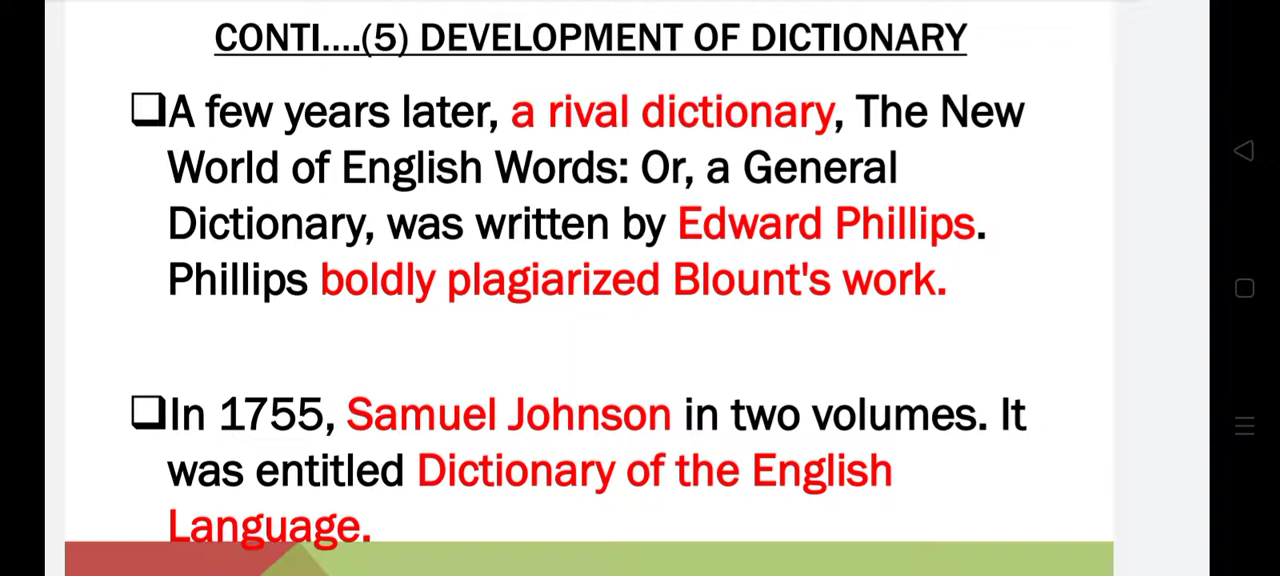 CONTI....(5) DEVELOPMENT OF DICTIONARY
❑A few years later, a rival dictionary, The New
World of English Words: Or, a General
Dictionary, was written by Edward Phillips.
Phillips boldly plagiarized Blount's work.
❑In 1755, Samuel Johnson in two volumes. It
was entitled Dictionary of the English
Language.